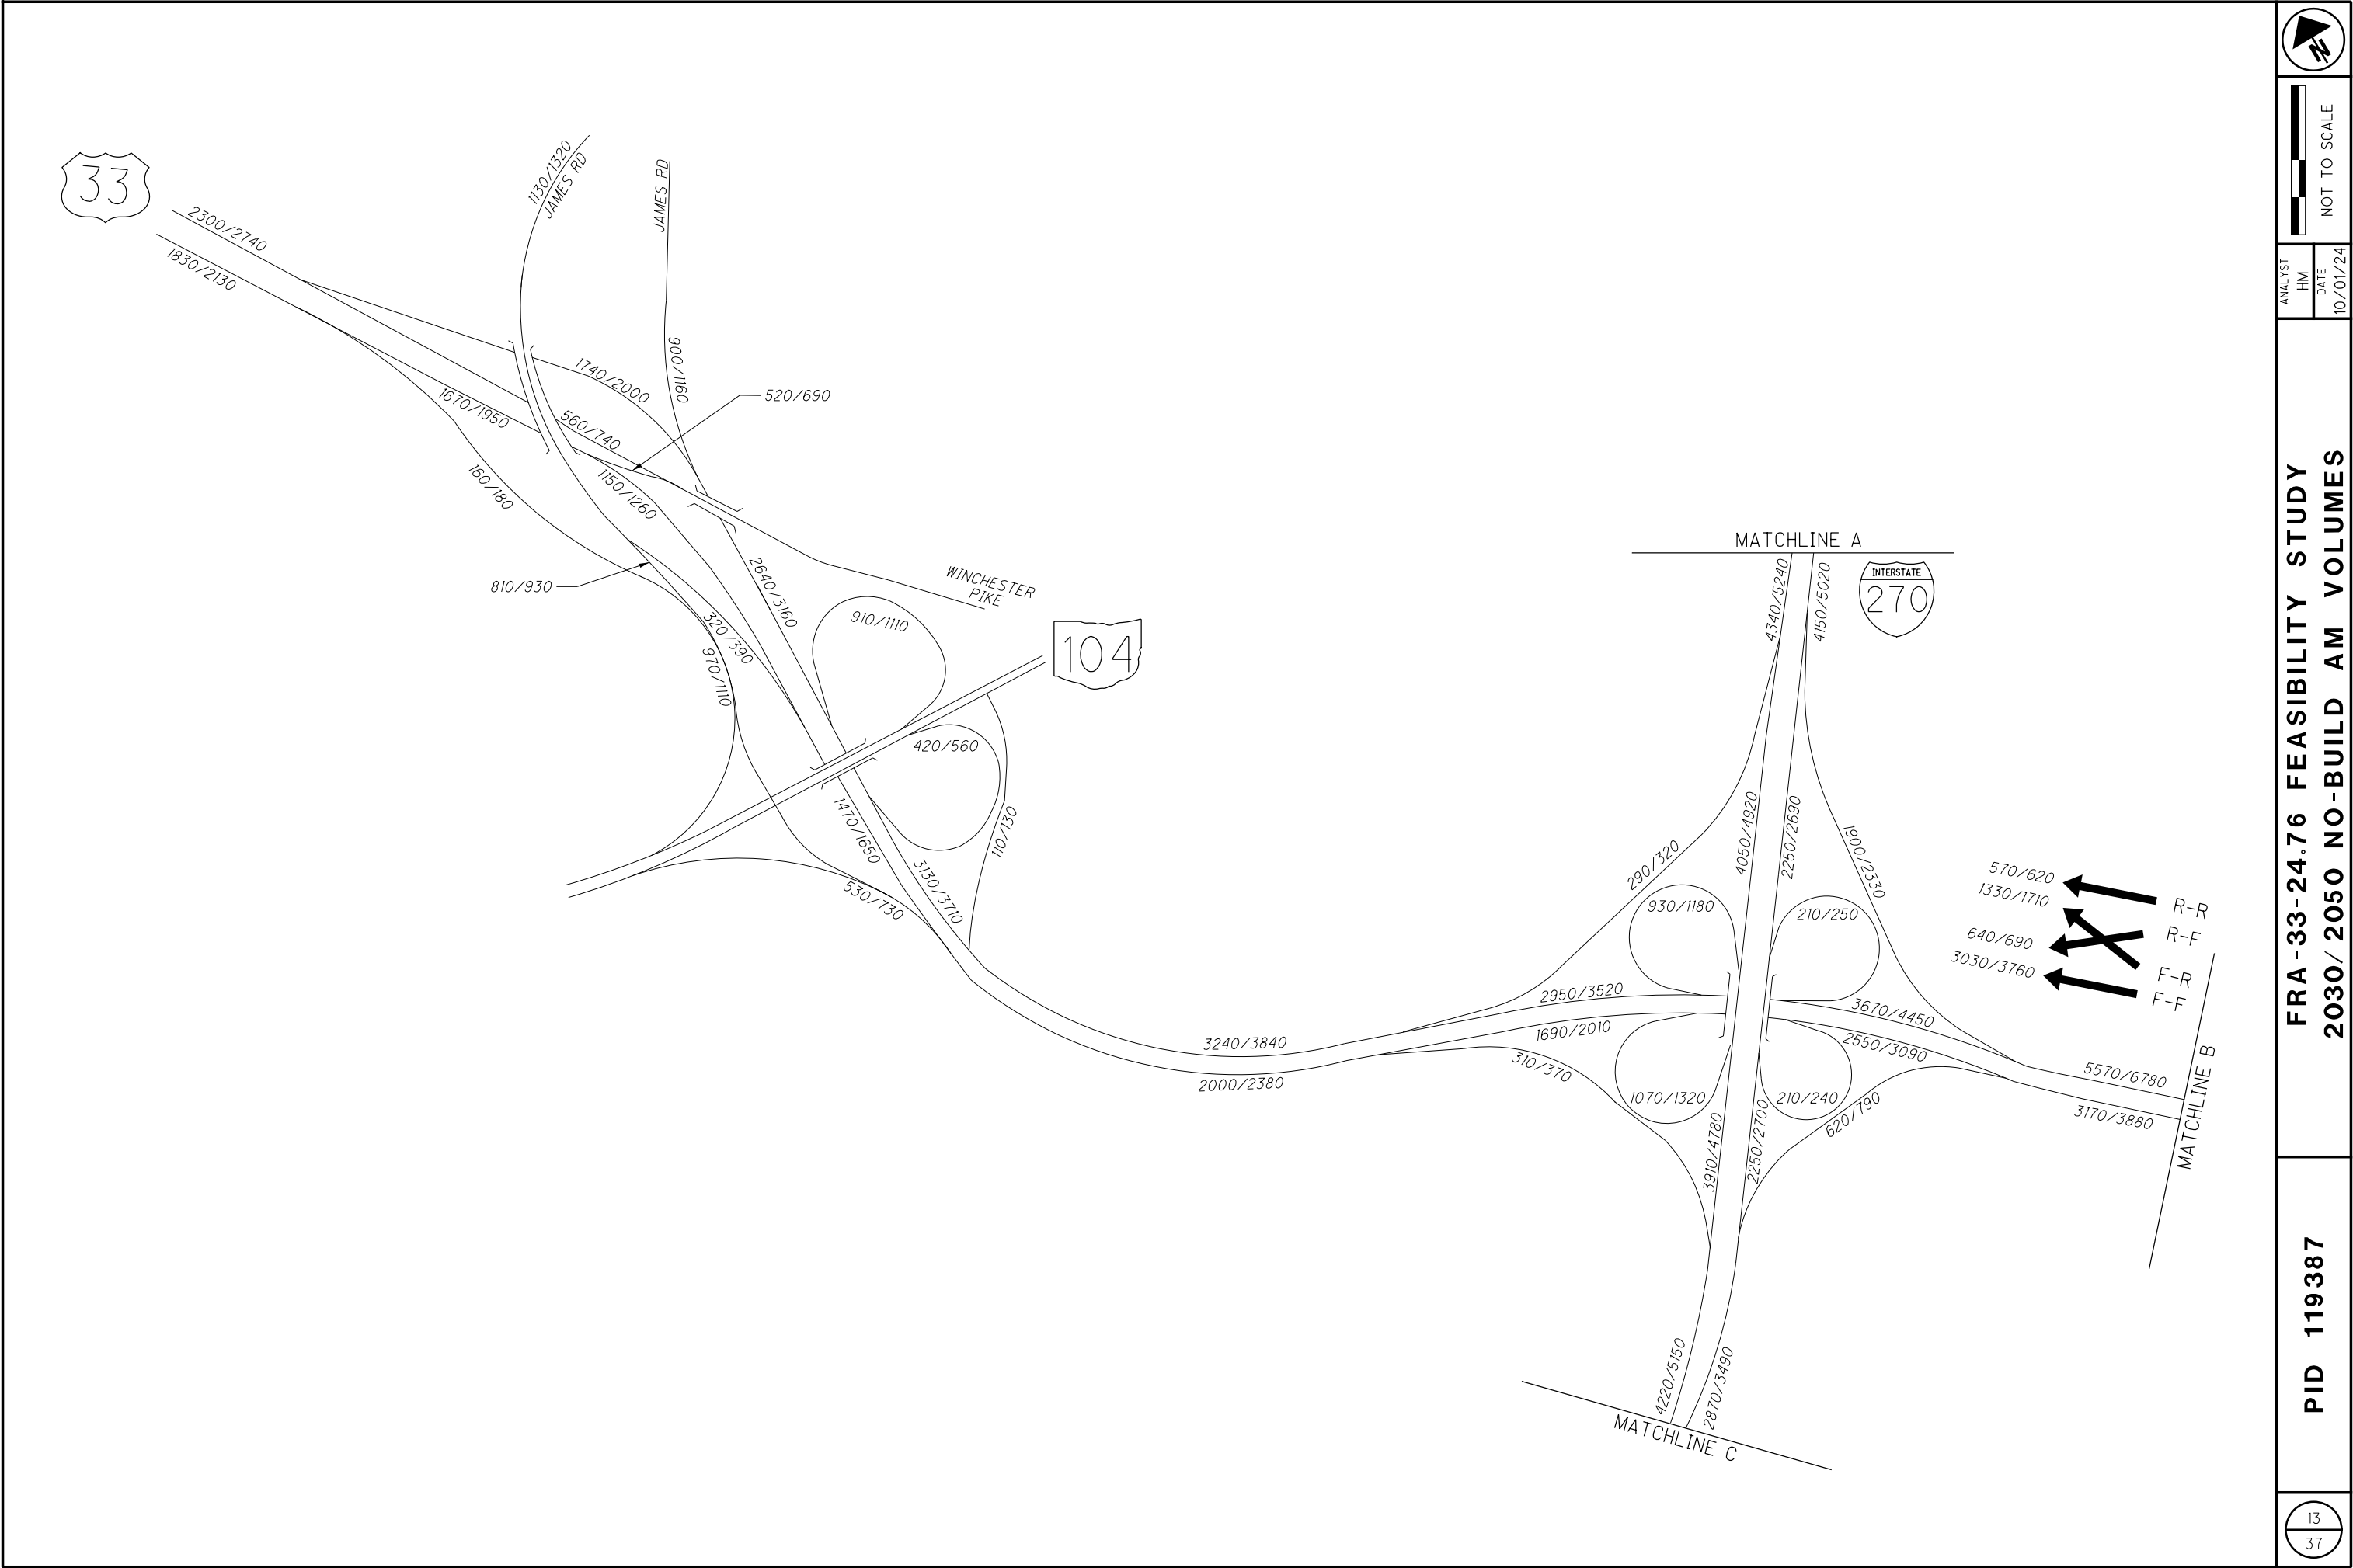 33
2300/2740
1830/2130
1130/1320
JAMES RD
JAMES RD
900/1160
1740/2000
520/690
560/740
1670/1950
1150/1260
160/180
810/930
2640/3160
320/390
970/1110
WINCHESTER
PIKE
910/1110
104
420/560
110/130
1470/1650
3130/3710
530/730
3240/3840
2000/2380
MATCHLINE A
INTERSTATE
270
4340/5240
4150/5020
4050/4920
2250/2690
1900/2330
290/320
930/1180
210/250
2950/3520
1690/2010
310/370
3670/4450
2550/3090
1070/1320
210/240
620/790
3910/4780
2250/2700
4220/5150
2870/3490
MATCHLINE C
570/620
1330/1710
640/690
3030/3760
R-R
R-F
F-R
F-F
5570/6780
3170/3880
MATCHLINE B
N
NOT TO SCALE
ANALYST
HM
DATE
10/01/24
FRA-33-24.76 FEASIBILITY STUDY
2030/2050 NO-BUILD AM VOLUMES
PID 119387
13
37